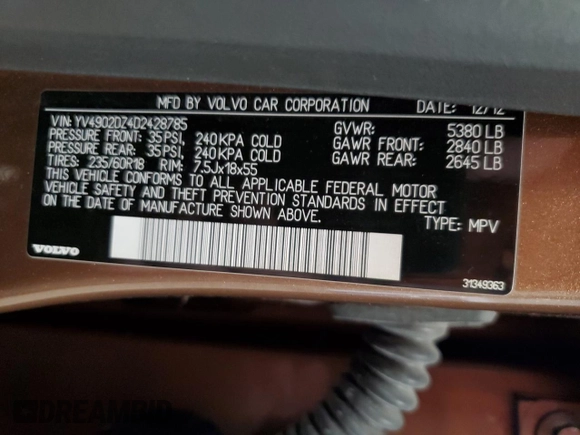 MFD BY VOLVO CAR CORPORATION DATE: 12/12
VIN: YV4902DZ4D2428785 GVWR: 5380 LB
PRESSURE FRONT: 35 PSI, 240 KPA COLD GAWR FRONT: 2840 LB
PRESSURE REAR: 35 PSI, 240 KPA COLD GAWR REAR: 2645 LB
TIRES: 235/60R18 RIM: 7.5Jx18x55
THIS VEHICLE CONFORMS TO ALL APPLICABLE FEDERAL MOTOR
VEHICLE SAFETY AND THEFT PREVENTION STANDARDS IN EFFECT
ON THE DATE OF MANUFACTURE SHOWN ABOVE.
TYPE: MPV
VOLVO
31349363
DREAMBID